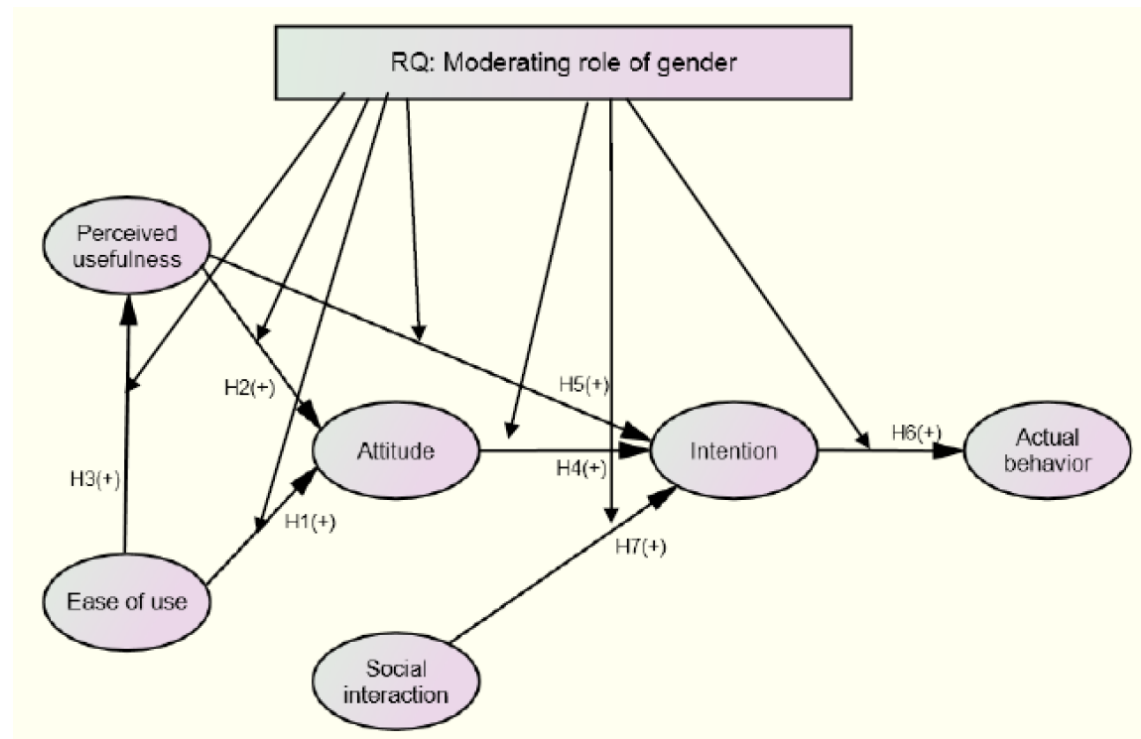 RQ: Moderating role of gender
Perceived
usefulness
H2(+)
H5(+)
Attitude
Intention
H6(+)
Actual
behavior
H4(+)
H3(+)
H1(+)
H7(+)
Ease of use
Social
interaction